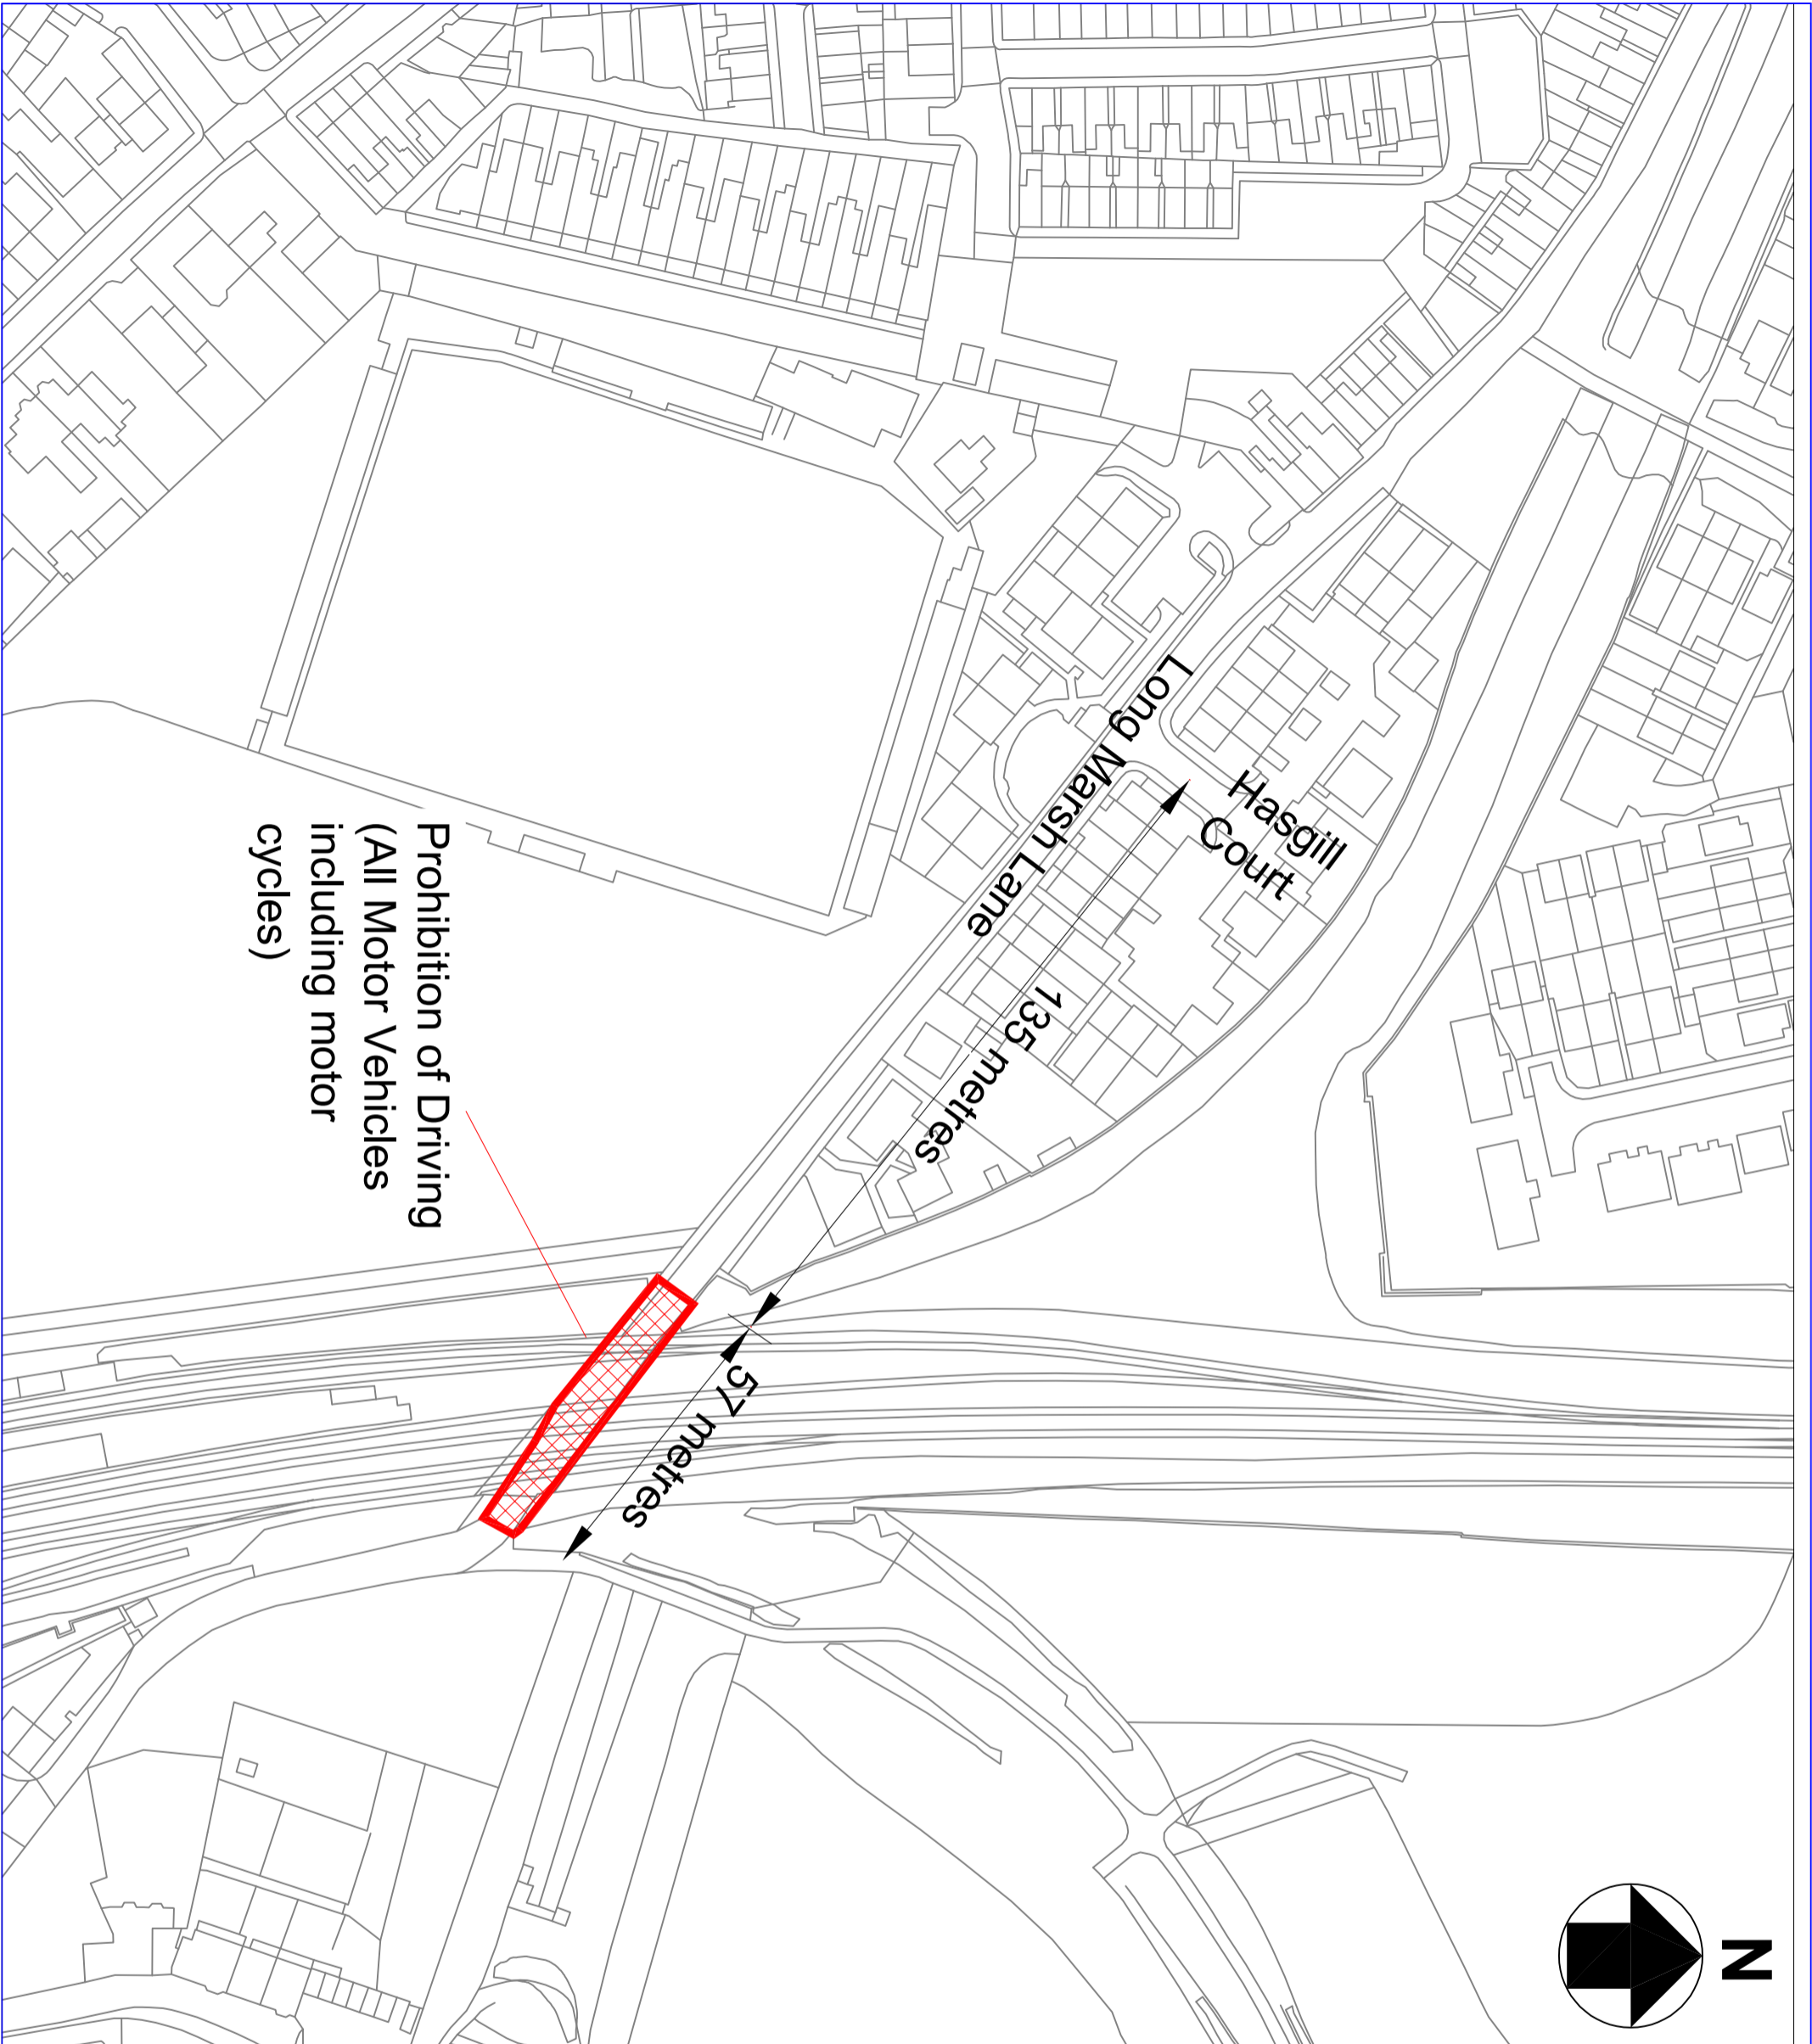 N
Hasgill
Court
Long Marsh Lane
135 metres
57 metres
Prohibition of Driving
(All Motor Vehicles
including motor
cycles)